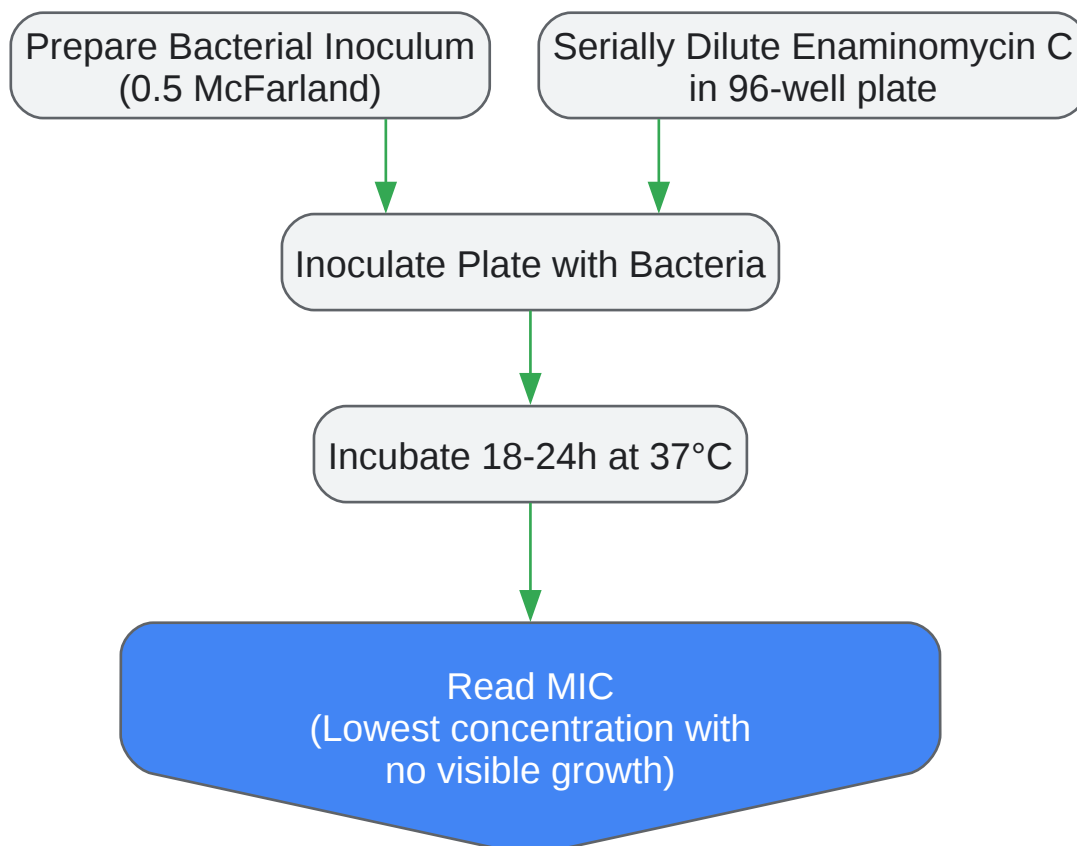 Prepare Bacterial Inoculum
(0.5 McFarland)
Serially Dilute Enaminomycin C
in 96-well plate
Inoculate Plate with Bacteria
Incubate 18-24h at 37°C
Read MIC
(Lowest concentration with
no visible growth)